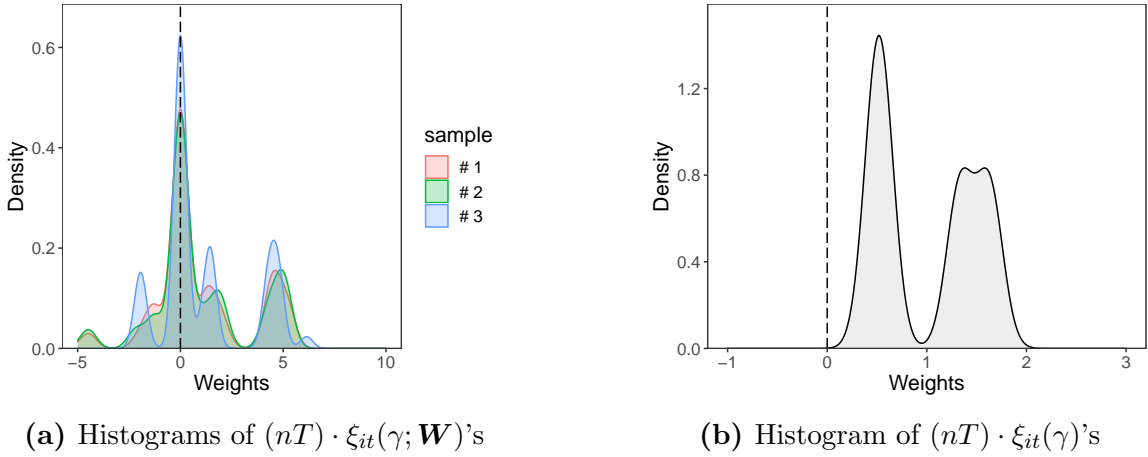 0.6
0.4
0.2
0.0
Density
−5
0
5
10
Weights
sample
# 1
# 2
# 3
1.2
0.8
0.4
0.0
Density
−1
0
1
2
3
Weights
(a) Histograms of (nT) · ξit(γ; W)'s
(b) Histogram of (nT) · ξit(γ)'s